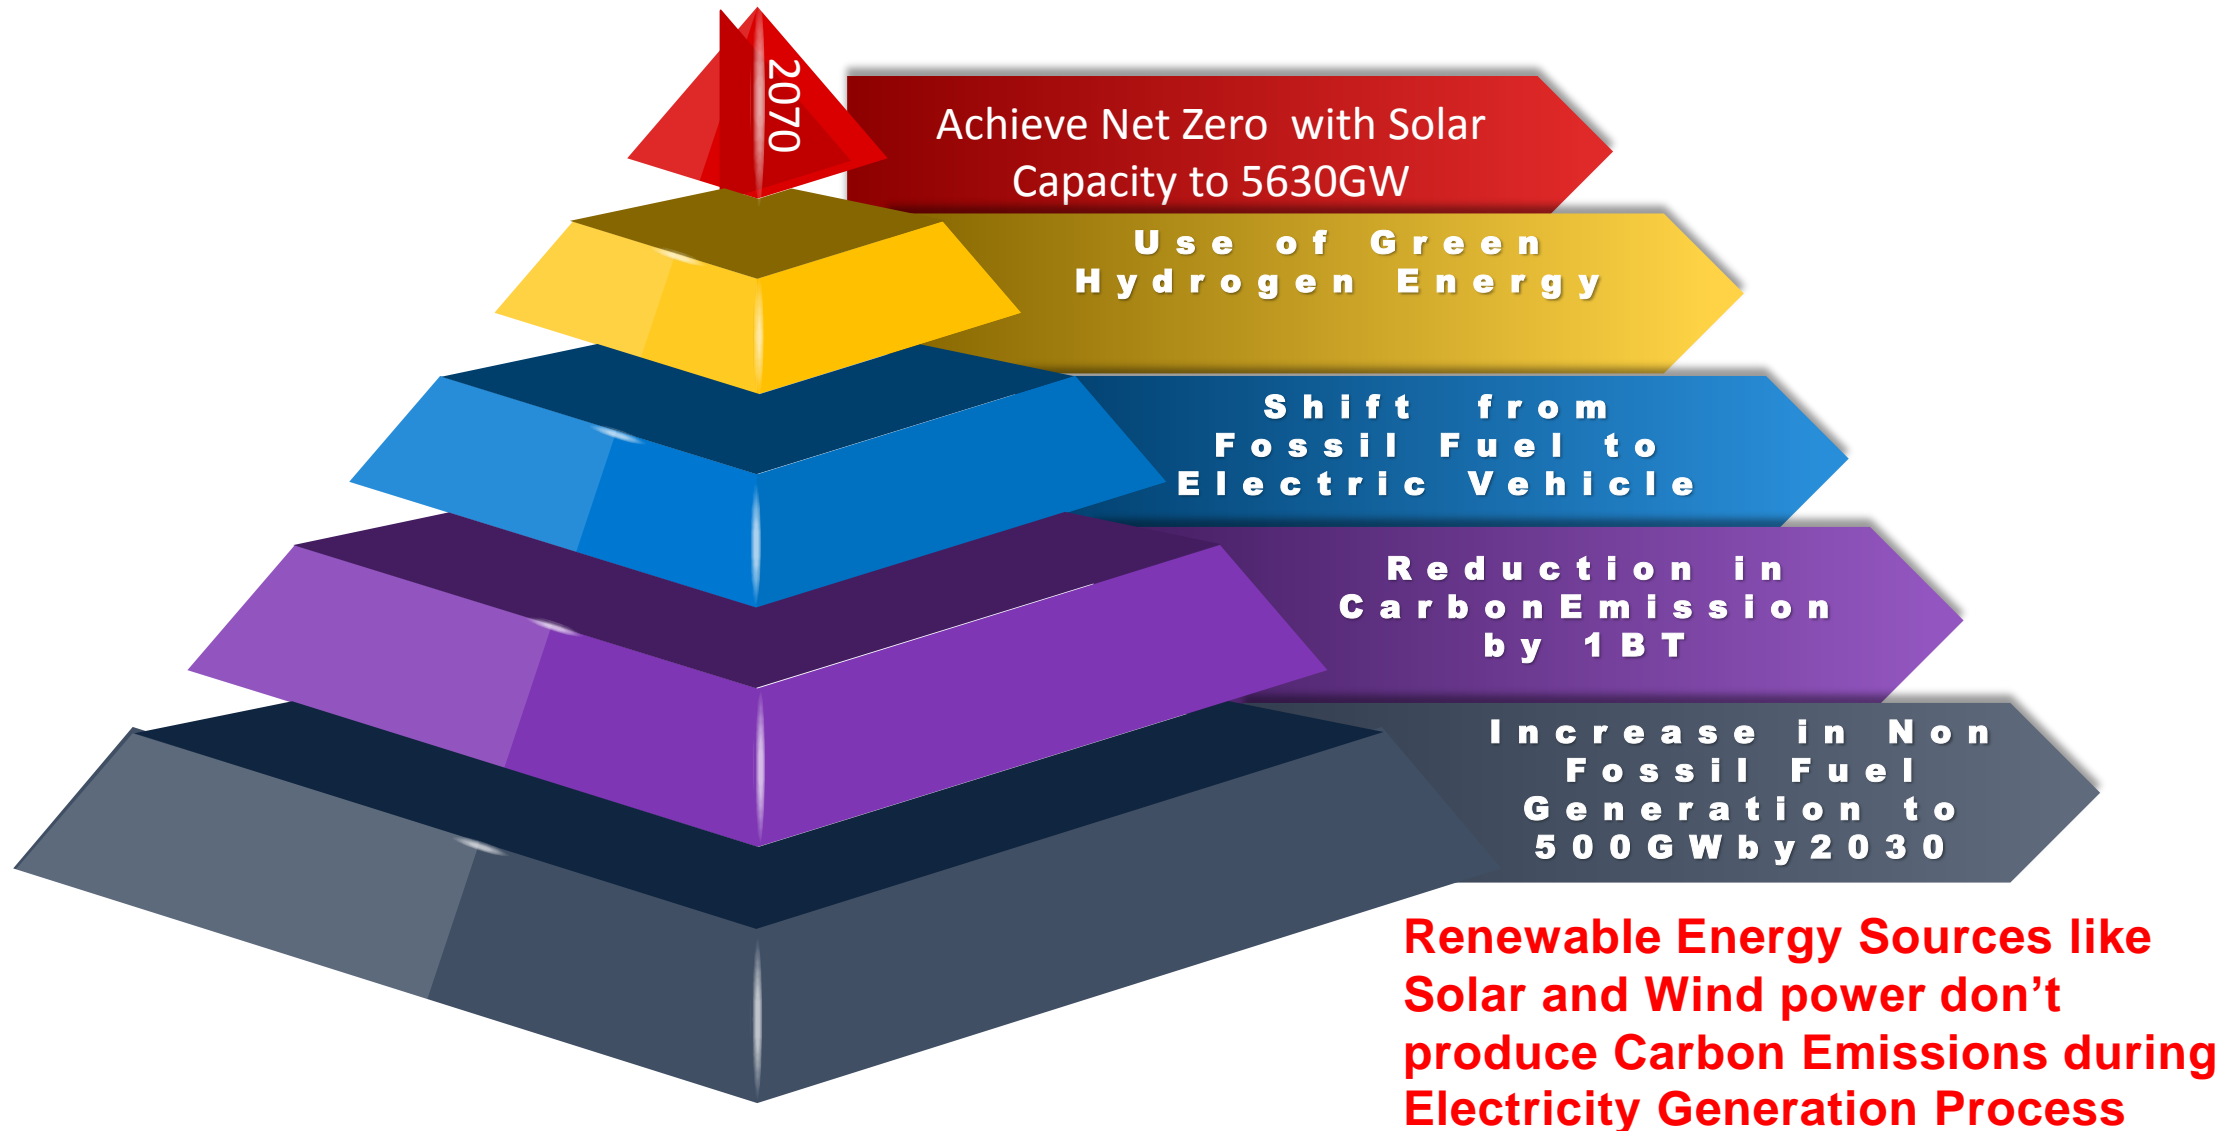 2070
Achieve Net Zero with Solar
Capacity to 5630GW
Use of Green
Hydrogen Energy
Shift from
Fossil Fuel to
Electric Vehicle
Reduction in
CarbonEmission
by 1BT
Increase in Non
Fossil Fuel
Generation to
500GWby2030
Renewable Energy Sources like
Solar and Wind power don’t
produce Carbon Emissions during
Electricity Generation Process